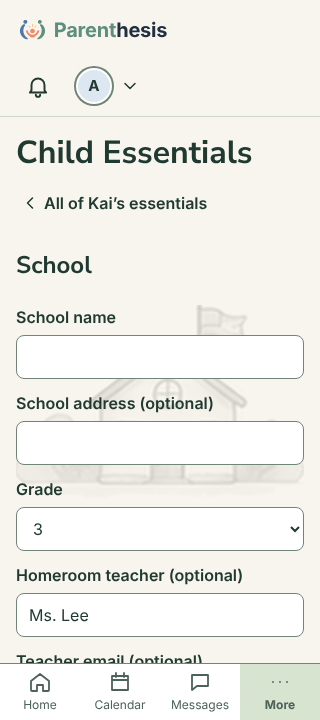 Parenthesis
A
Child Essentials
All of Kai’s essentials
School
School name
School address (optional)
Grade
3
Homeroom teacher (optional)
Ms. Lee
Teacher email (optional)
Home Calendar Messages More